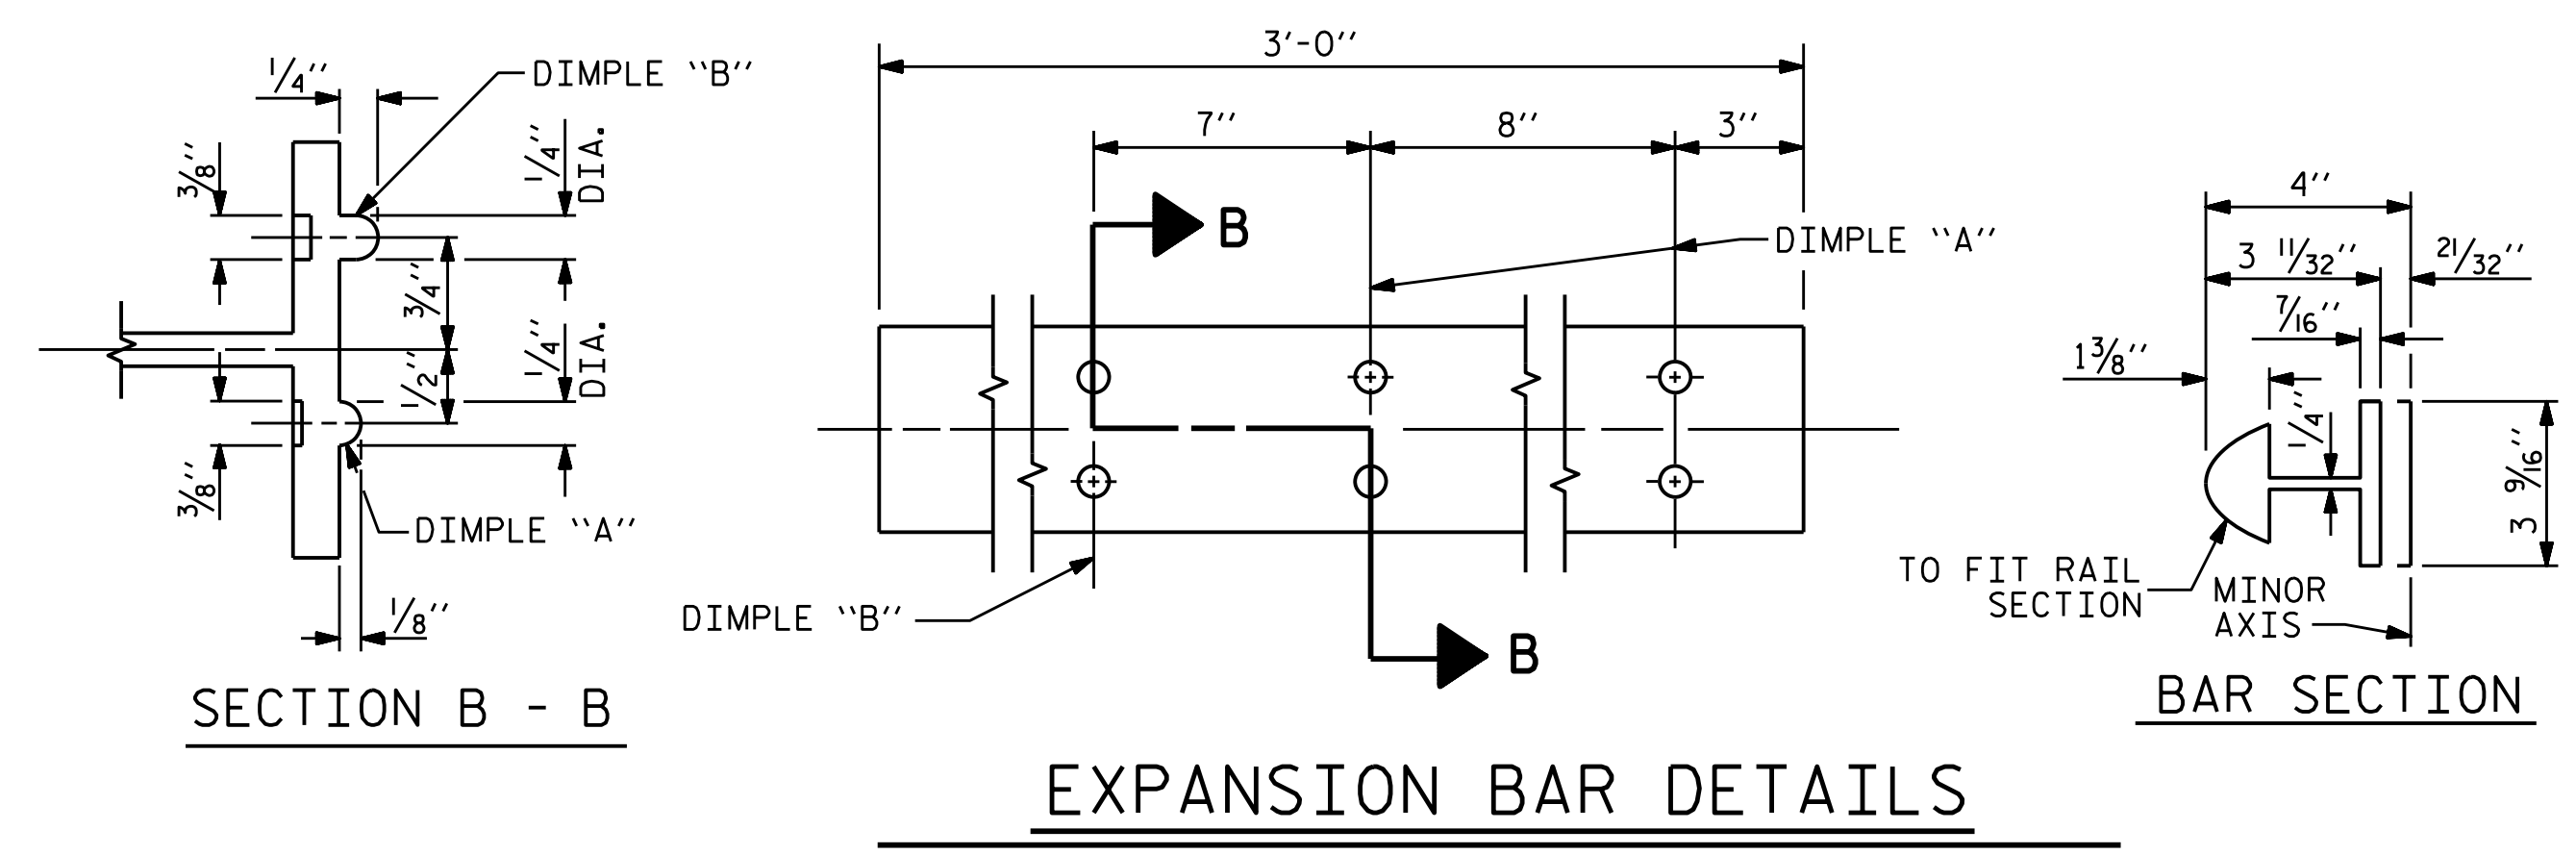 1/4"
DIMPLE "B"
3/8"
1/4" DIA.
3/4"
1/2"
1/4" DIA.
3/8"
DIMPLE "A"
1/8"
SECTION B - B
3'-0"
7"
8"
3"
B
DIMPLE "A"
DIMPLE "B"
B
EXPANSION BAR DETAILS
4"
3 11/32"
21/32"
7/16"
1 3/8"
1/4"
3 9/16"
TO FIT RAIL
SECTION
MINOR
AXIS
BAR SECTION